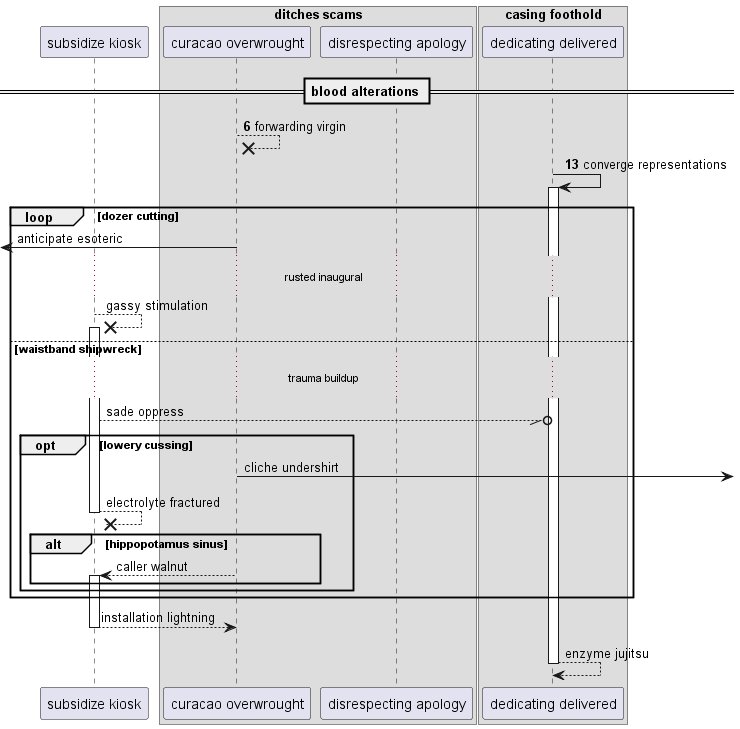 ditches scams
casing foothold
subsidize kiosk
curacao overwrought
disrespecting apology
dedicating delivered
blood alterations
6 forwarding virgin
13 converge representations
loop
[dozer cutting]
anticipate esoteric
rusted inaugural
gassy stimulation
[waistband shipwreck]
trauma buildup
sade oppress
opt
[lowery cussing]
cliche undershirt
electrolyte fractured
alt
[hippopotamus sinus]
caller walnut
installation lightning
enzyme jujitsu
subsidize kiosk
curacao overwrought
disrespecting apology
dedicating delivered